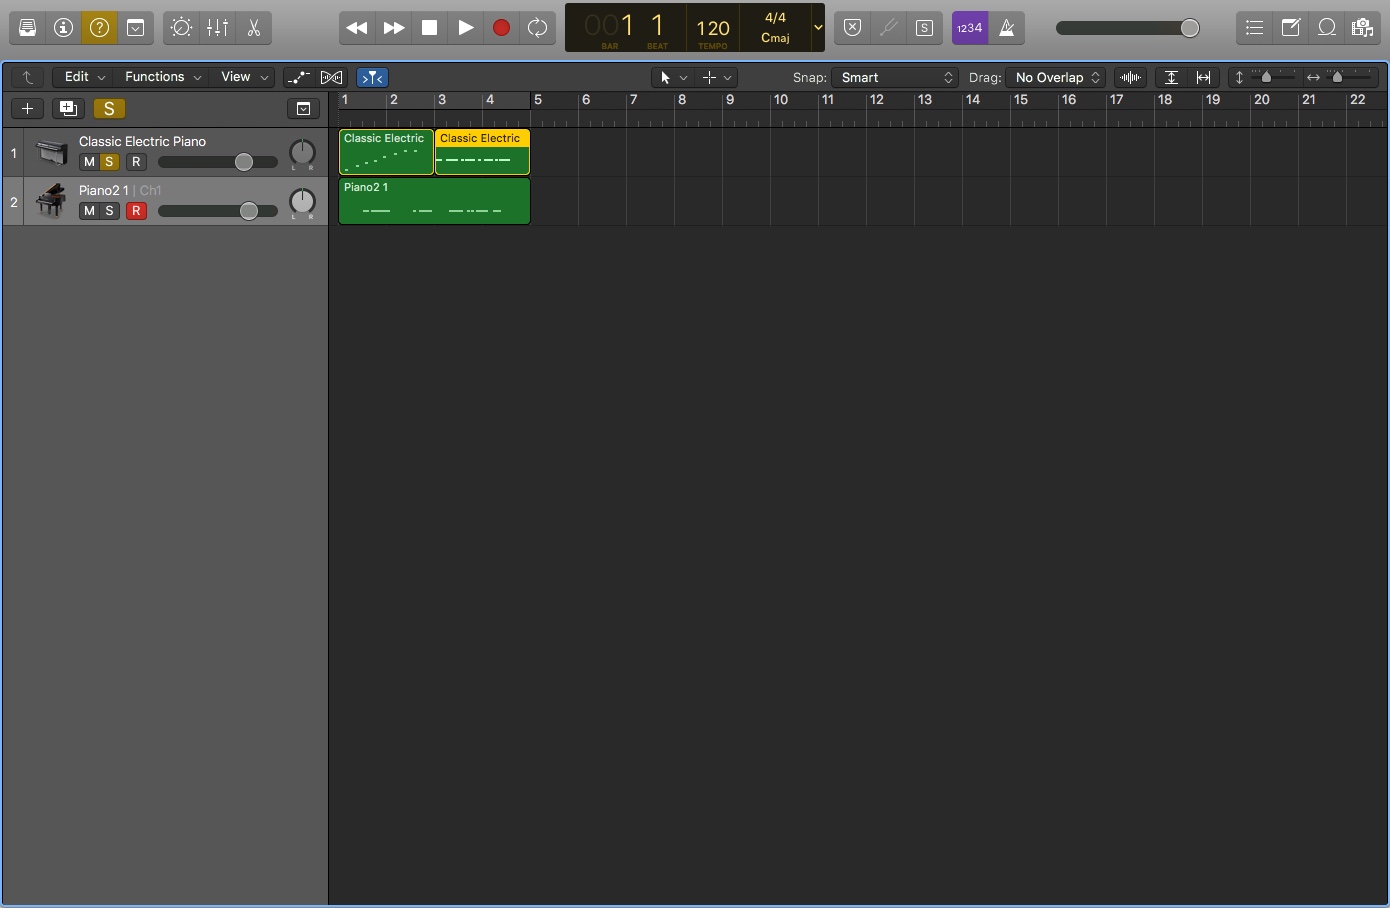 001 1 120 4/4
Cmaj
BAR BEAT TEMPO
S
1234
Edit Functions View Snap: Smart Drag: No Overlap
S
1 2 3 4 5 6 7 8 9 10 11 12 13 14 15 16 17 18 19 20 21 22
1 Classic Electric Piano
M S R
L R
Classic Electric Classic Electric
2 Piano2 1 | Ch1
M S R
L R
Piano2 1